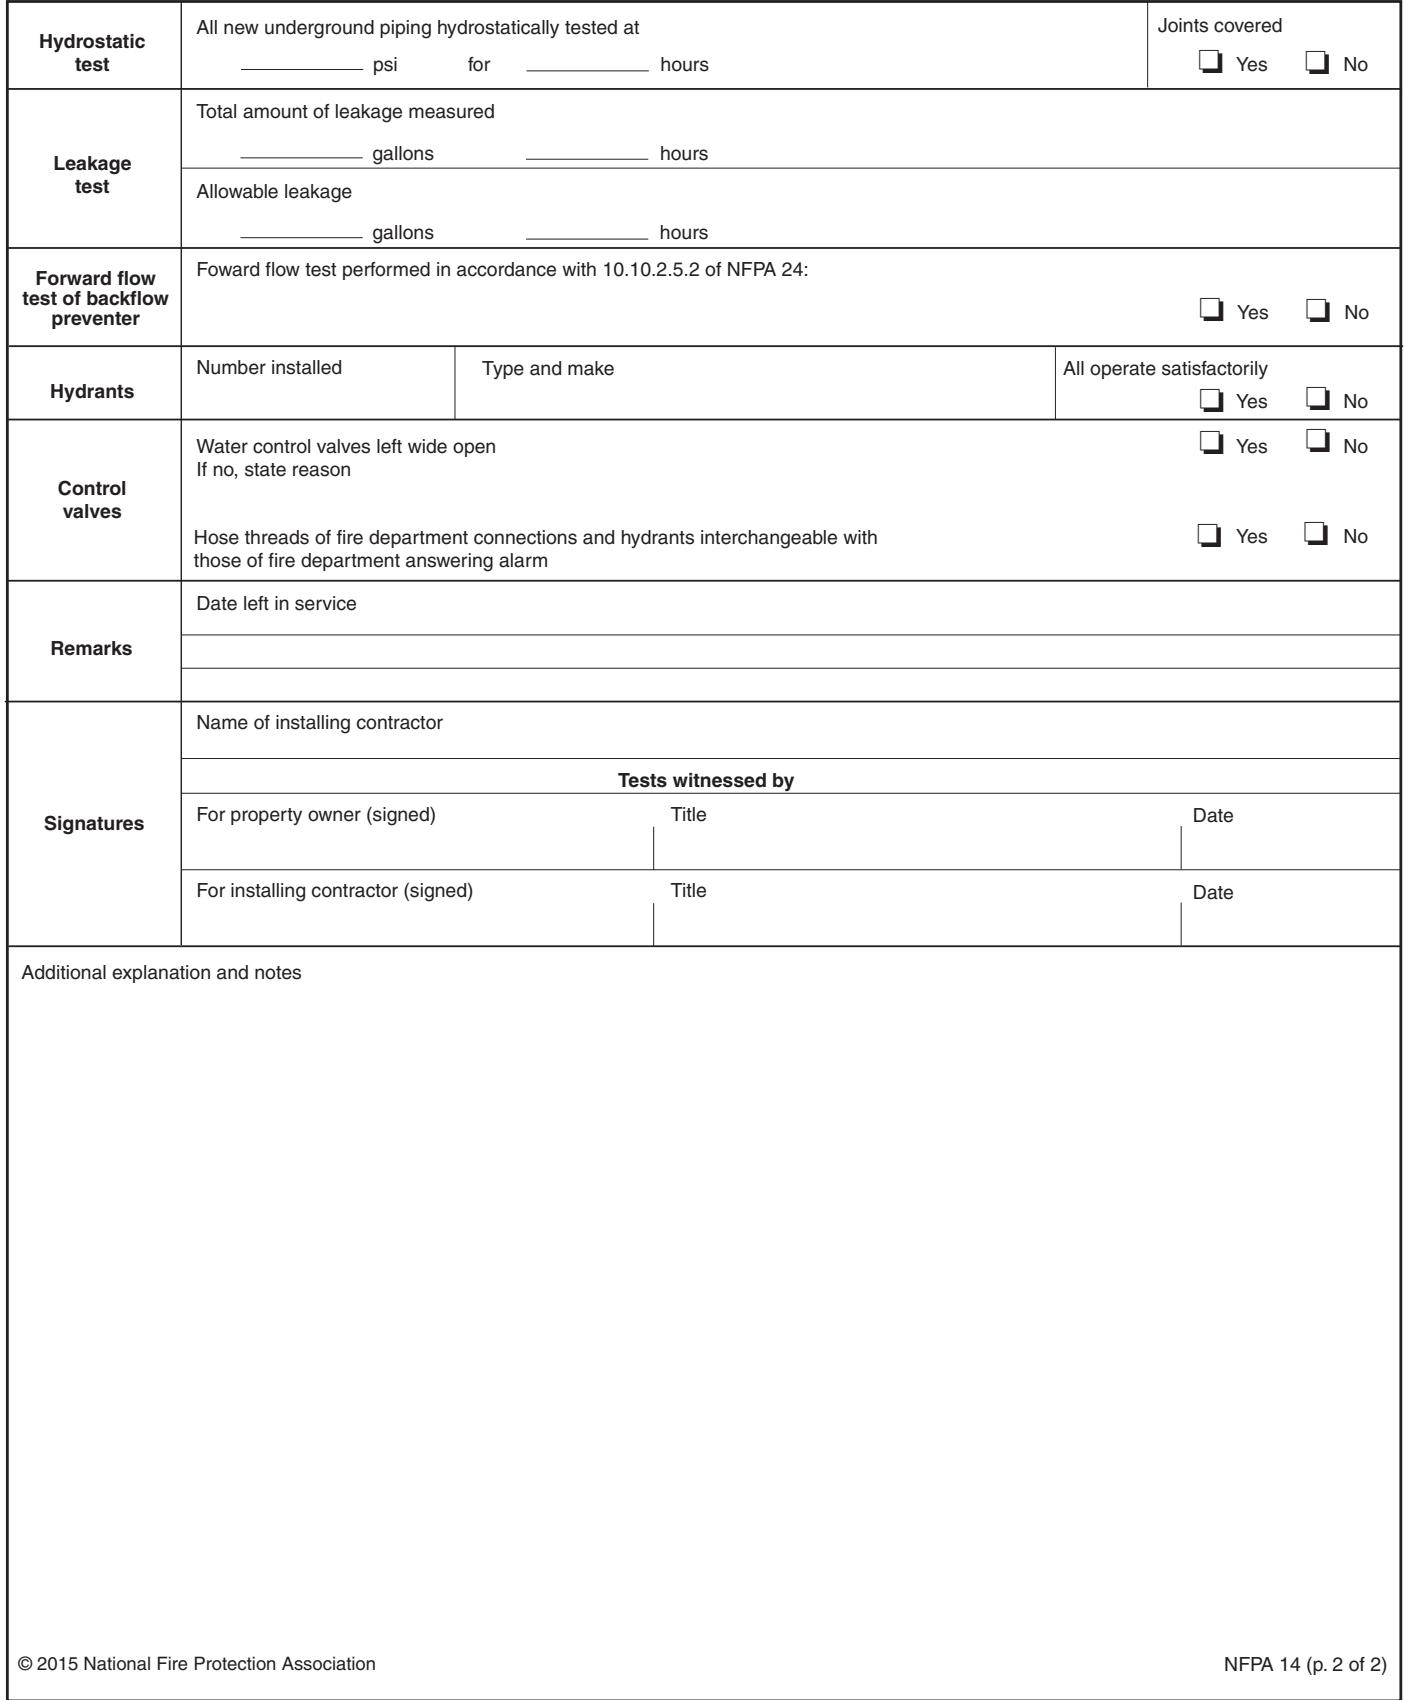 Hydrostatic
test
All new underground piping hydrostatically tested at
psi for hours
Joints covered
Yes No
Leakage
test
Total amount of leakage measured
gallons hours
Allowable leakage
gallons hours
Forward flow
test of backflow
preventer
Foward flow test performed in accordance with 10.10.2.5.2 of NFPA 24:
Yes No
Hydrants
Number installed
Type and make
All operate satisfactorily
Yes No
Control
valves
Water control valves left wide open
If no, state reason
Yes No
Hose threads of fire department connections and hydrants interchangeable with
those of fire department answering alarm
Yes No
Remarks
Date left in service
Signatures
Name of installing contractor
Tests witnessed by
For property owner (signed) Title Date
For installing contractor (signed) Title Date
Additional explanation and notes
© 2015 National Fire Protection Association
NFPA 14 (p. 2 of 2)